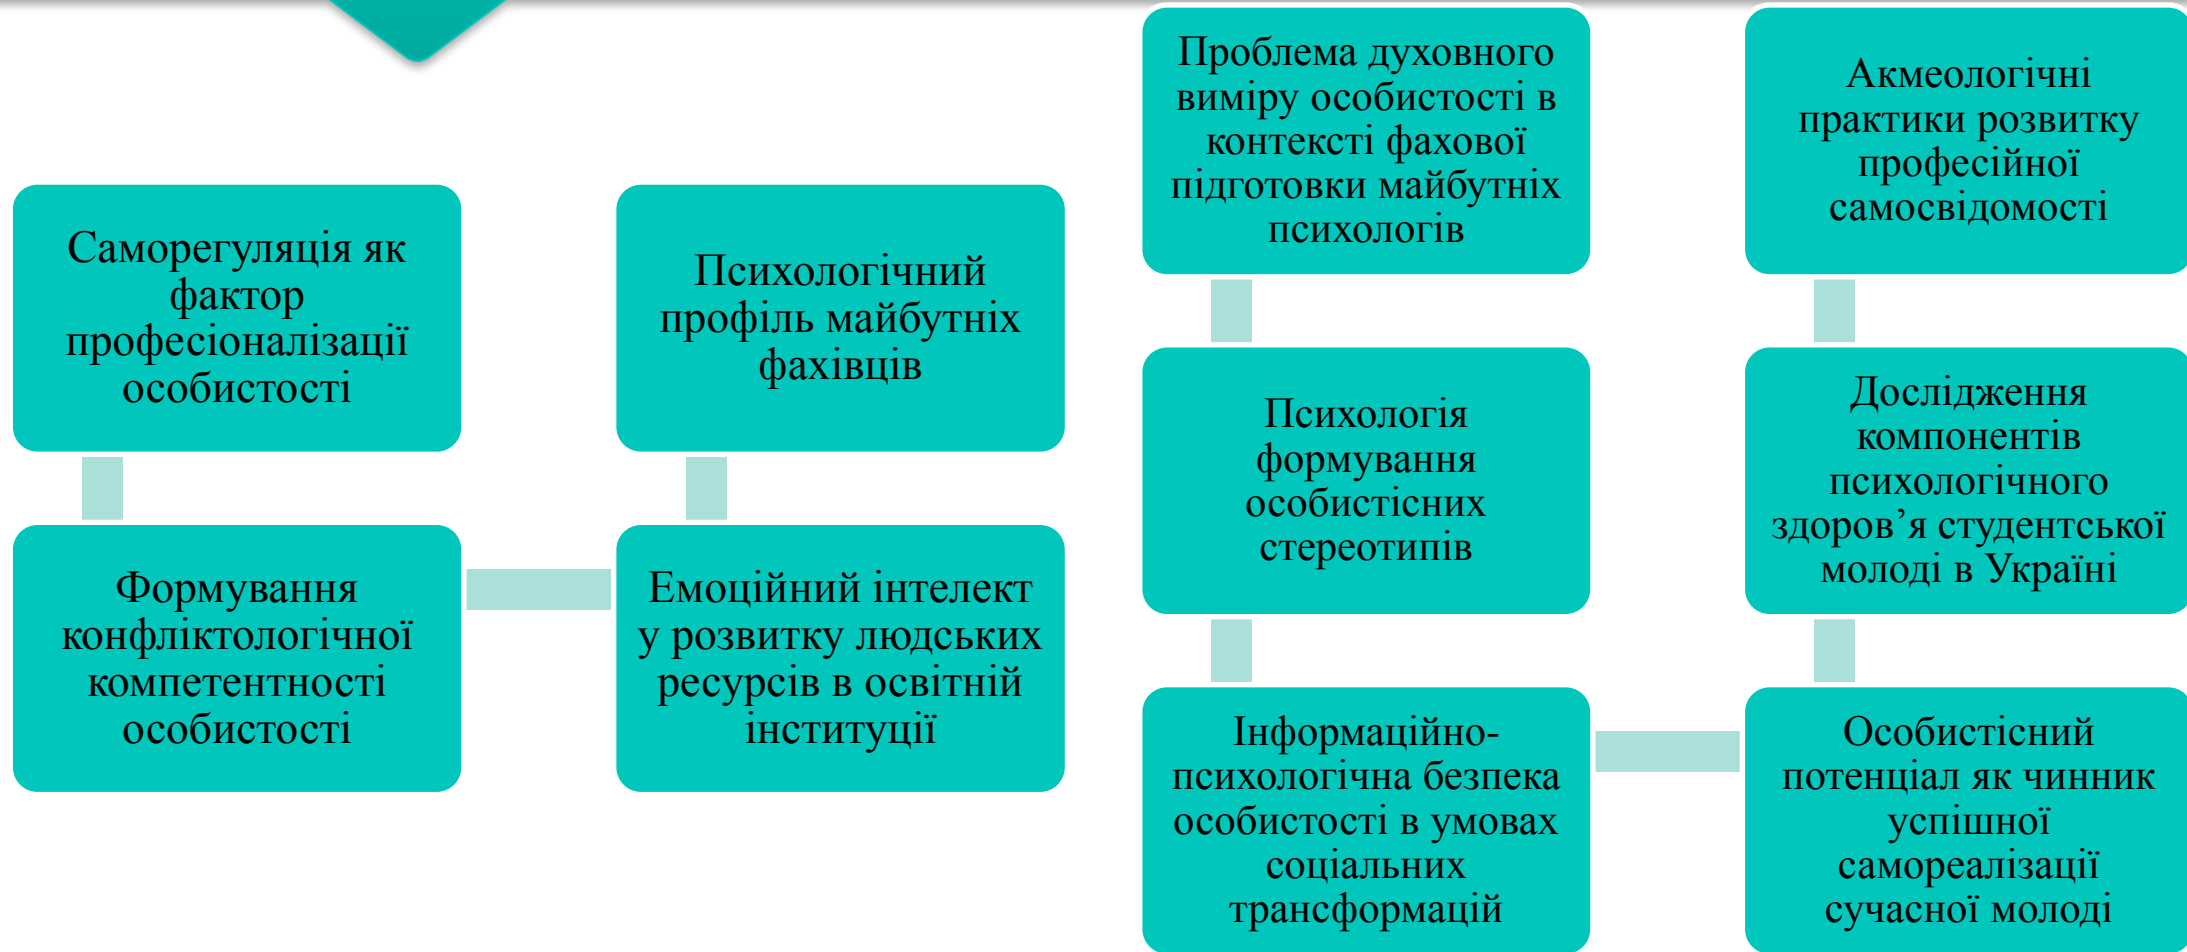 Саморегуляція як
фактор
професіоналізації
особистості
Формування
конфліктологічної
компетентності
особистості
Емоційний інтелект
у розвитку людських
ресурсів в освітній
інституції
Психологічний
профіль майбутніх
фахівців
Проблема духовного
виміру особистості в
контексті фахової
підготовки майбутніх
психологів
Психологія
формування
особистісних
стереотипів
Інформаційно-
психологічна безпека
особистості в умовах
соціальних
трансформацій
Особистісний
потенціал як чинник
успішної
самореалізації
сучасної молоді
Дослідження
компонентів
психологічного
здоров’я студентської
молоді в Україні
Акмеологічні
практики розвитку
професійної
самосвідомості